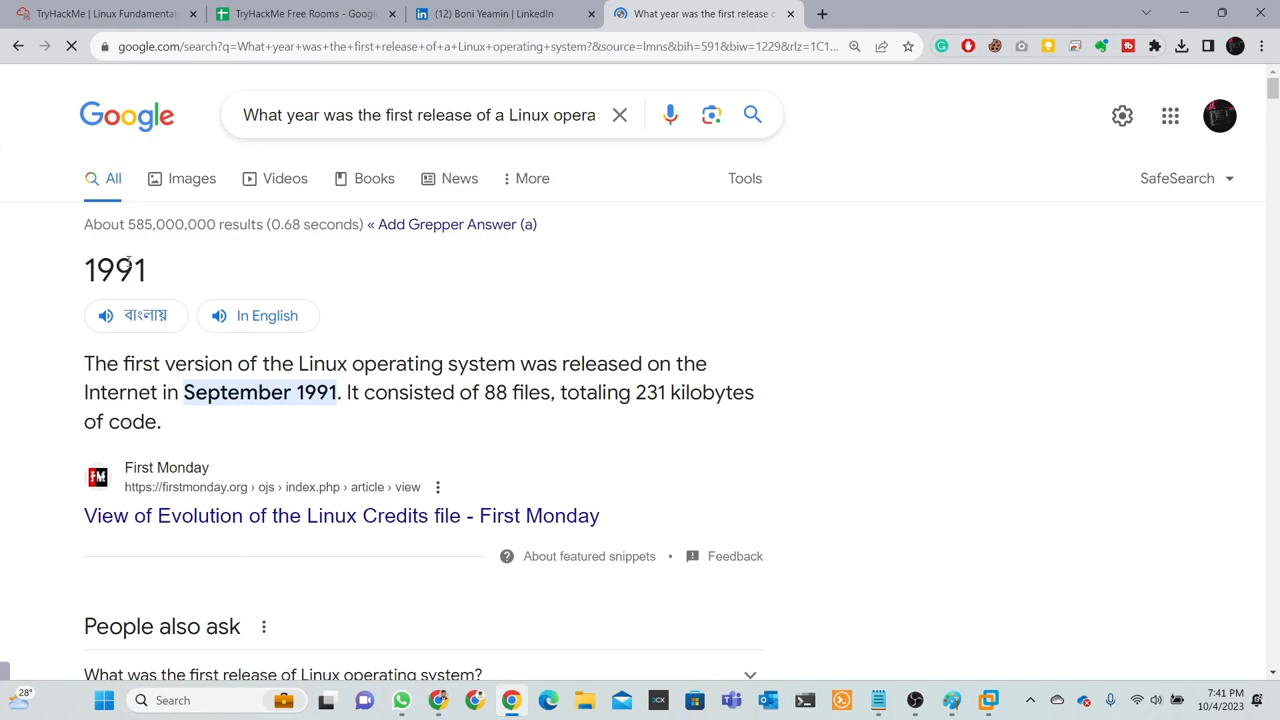 TryHackMe | Linux Fundamental
TryHackMe Free Rooms - Google
(12) Boni Yeamin | LinkedIn
What year was the first release o
google.com/search?q=What+year+was+the+first+release+of+a+Linux+operating+system?&source=lmns&bih=591&biw=1229&rlz=1C1...
Google
What year was the first release of a Linux opera
All
Images
Videos
Books
News
More
Tools
SafeSearch
About 585,000,000 results (0.68 seconds) « Add Grepper Answer (a)
1991
বাংলায়
In English
The first version of the Linux operating system was released on the
Internet in September 1991. It consisted of 88 files, totaling 231 kilobytes
of code.
FM
First Monday
https://firstmonday.org › ojs › index.php › article › view
View of Evolution of the Linux Credits file - First Monday
About featured snippets • Feedback
People also ask
What was the first release of Linux operating system?
28°
Search
7:41 PM
10/4/2023